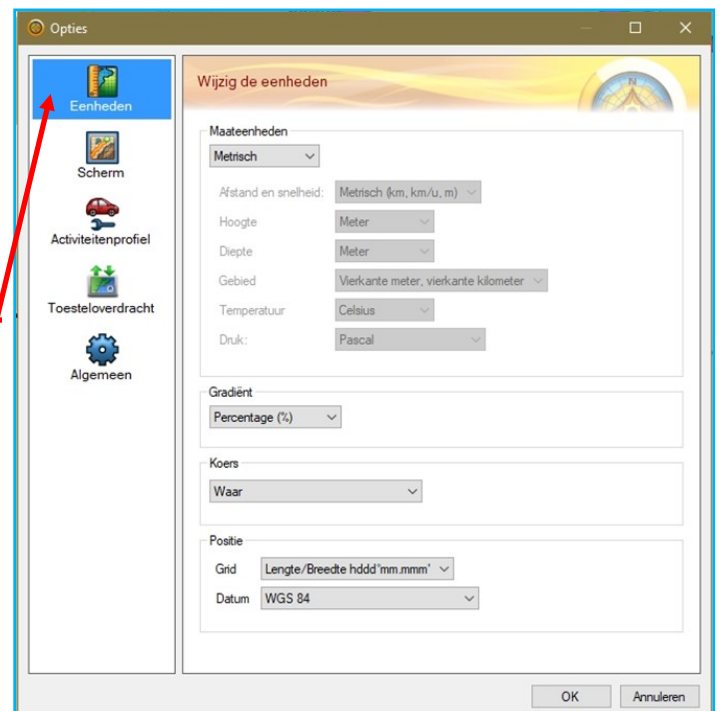 Opties
Eenheden
Scherm
Activiteitenprofiel
Toesteloverdracht
Algemeen
Wijzig de eenheden
N
Maateenheden
Metrisch
Afstand en snelheid: Metrisch (km, km/u, m)
Hoogte Meter
Diepte Meter
Gebied Vierkante meter, vierkante kilometer
Temperatuur Celsius
Druk: Pascal
Gradiënt
Percentage (%)
Koers
Waar
Positie
Grid Lengte/Breedte hddd°mm.mmm'
Datum WGS 84
OK Annuleren